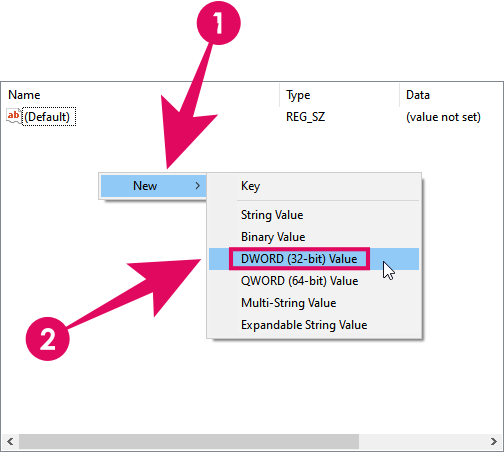 1
Name Type Data
ab (Default) REG_SZ (value not set)
New > Key
String Value
Binary Value
DWORD (32-bit) Value
QWORD (64-bit) Value
Multi-String Value
Expandable String Value
2